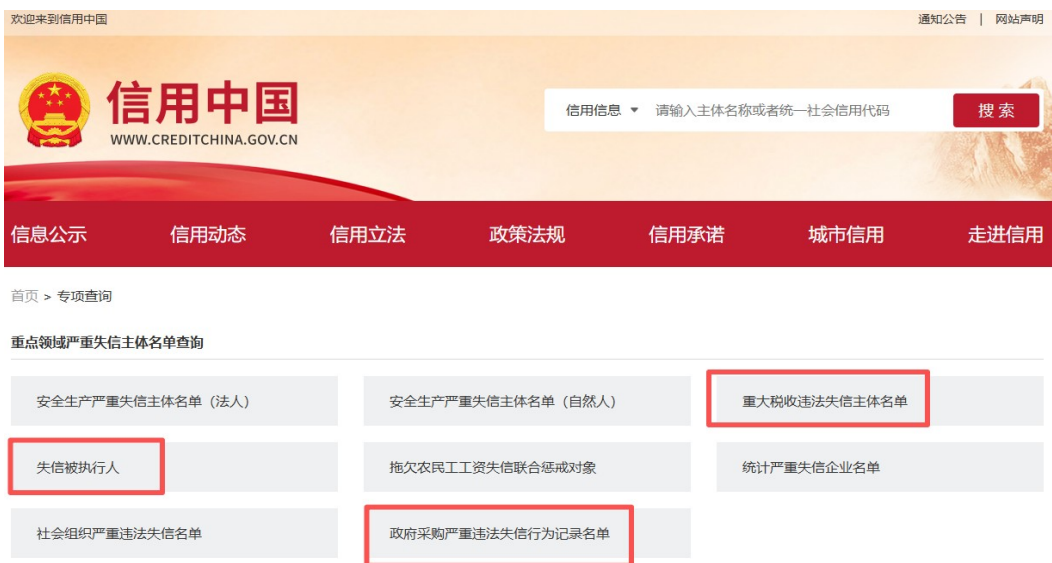 欢迎来到信用中国
通知公告 | 网站声明
信用中国
WWW.CREDITCHINA.GOV.CN
信用信息 请输入主体名称或者统一社会信用代码 搜索
信息公示 信用动态 信用立法 政策法规 信用承诺 城市信用 走进信用
首页 > 专项查询
重点领域严重失信主体名单查询
安全生产严重失信主体名单（法人） 安全生产严重失信主体名单（自然人） 重大税收违法失信主体名单
失信被执行人 拖欠农民工工资失信联合惩戒对象 统计严重失信企业名单
社会组织严重违法失信名单 政府采购严重违法失信行为记录名单